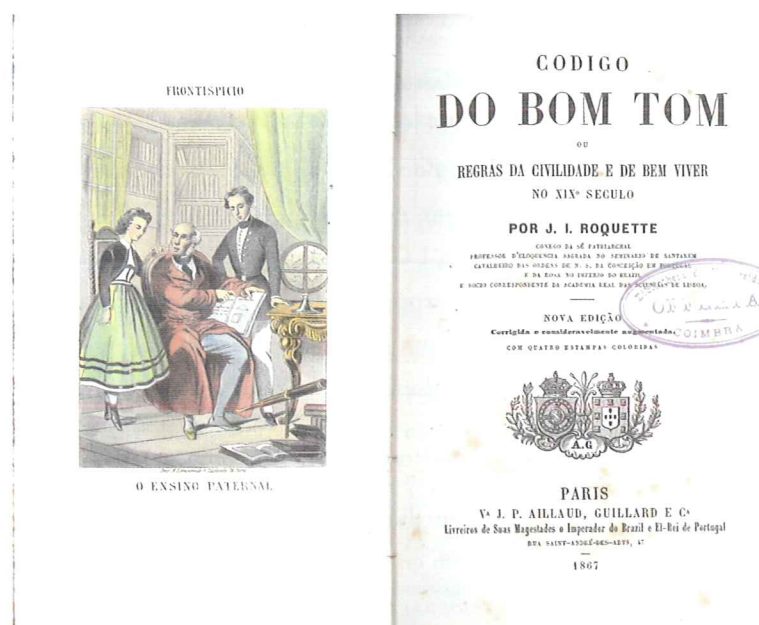 FRONTISPICIO
O ENSINO PATERNAL
CODIGO
DO BOM TOM
OU
REGRAS DA CIVILIDADE E DE BEM VIVER
NO XIXº SECULO
POR J. I. ROQUETTE
CONEGO DA SÉ PATRIARCHAL
PROFESSOR D'ELOQUENCIA SAGRADA NO SEMINARIO DE SANTAREM
CAVALLEIRO DAS ORDENS DE N. S. DA CONCEIÇÃO EM PORTUGAL
E DA ROSA NO IMPERIO DO BRAZIL
E SOCIO CORRESPONDENTE DA ACADEMIA REAL DAS SCIENCIAS DE LISBOA,
NOVA EDIÇÃO
Corrigida e consideravelmente augmentada,
COM QUATRO ESTAMPAS COLORIDAS
COIMBRA
A.G
PARIS
Vª J. P. AILLAUD, GUILLARD E Cª
Livreiros de Suas Magestades o Imperador do Brazil e El-Rei de Portugal
RUA SAINT-ANDRÉ-DES-ARTS, 47
1867